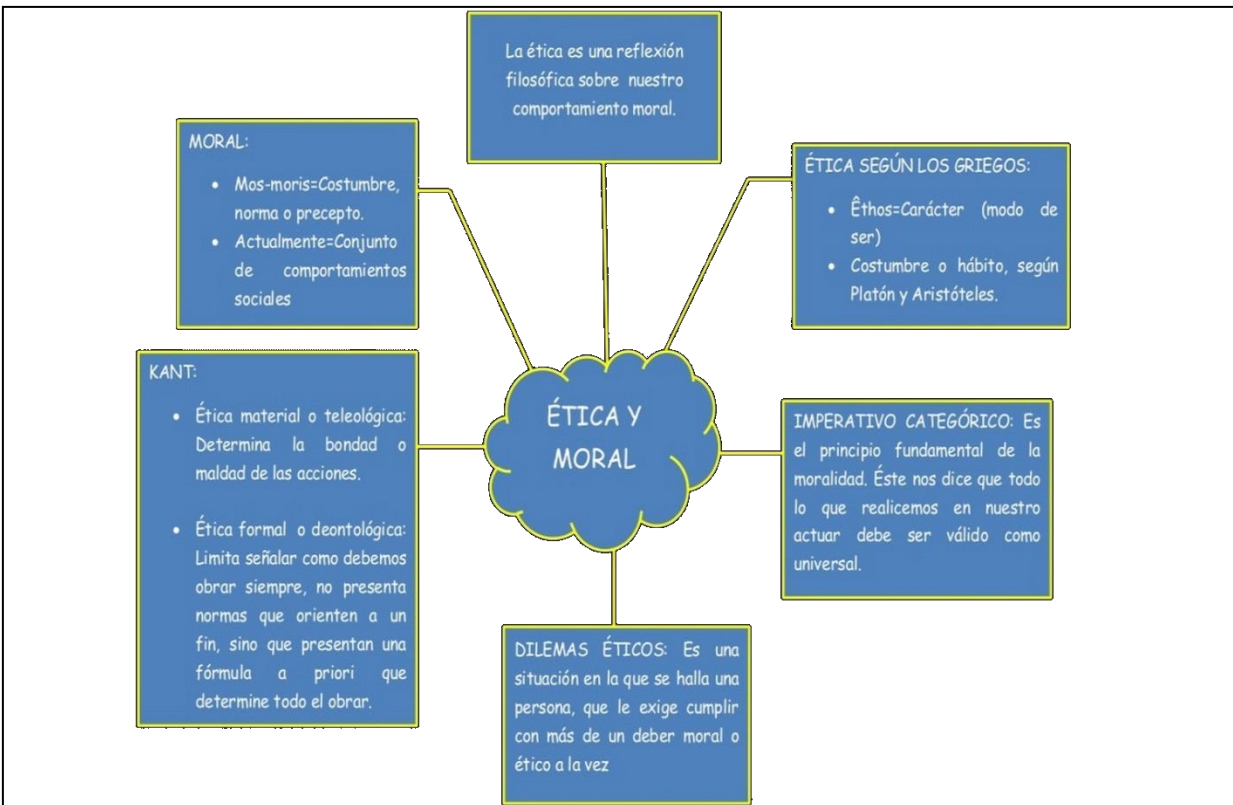 La ética es una reflexión
filosófica sobre nuestro
comportamiento moral.
MORAL:
• Mos-moris=Costumbre,
norma o precepto.
• Actualmente=Conjunto
de comportamientos
sociales
ÉTICA SEGÚN LOS GRIEGOS:
• Êthos=Carácter (modo de
ser)
• Costumbre o hábito, según
Platón y Aristóteles.
KANT:
• Ética material o teleológica:
Determina la bondad o
maldad de las acciones.
• Ética formal o deontológica:
Limita señalar como debemos
obrar siempre, no presenta
normas que orienten a un
fin, sino que presentan una
fórmula a priori que
determine todo el obrar.
ÉTICA Y
MORAL
IMPERATIVO CATEGÓRICO: Es
el principio fundamental de la
moralidad. Éste nos dice que todo
lo que realicemos en nuestro
actuar debe ser válido como
universal.
DILEMAS ÉTICOS: Es una
situación en la que se halla una
persona, que le exige cumplir
con más de un deber moral o
ético a la vez